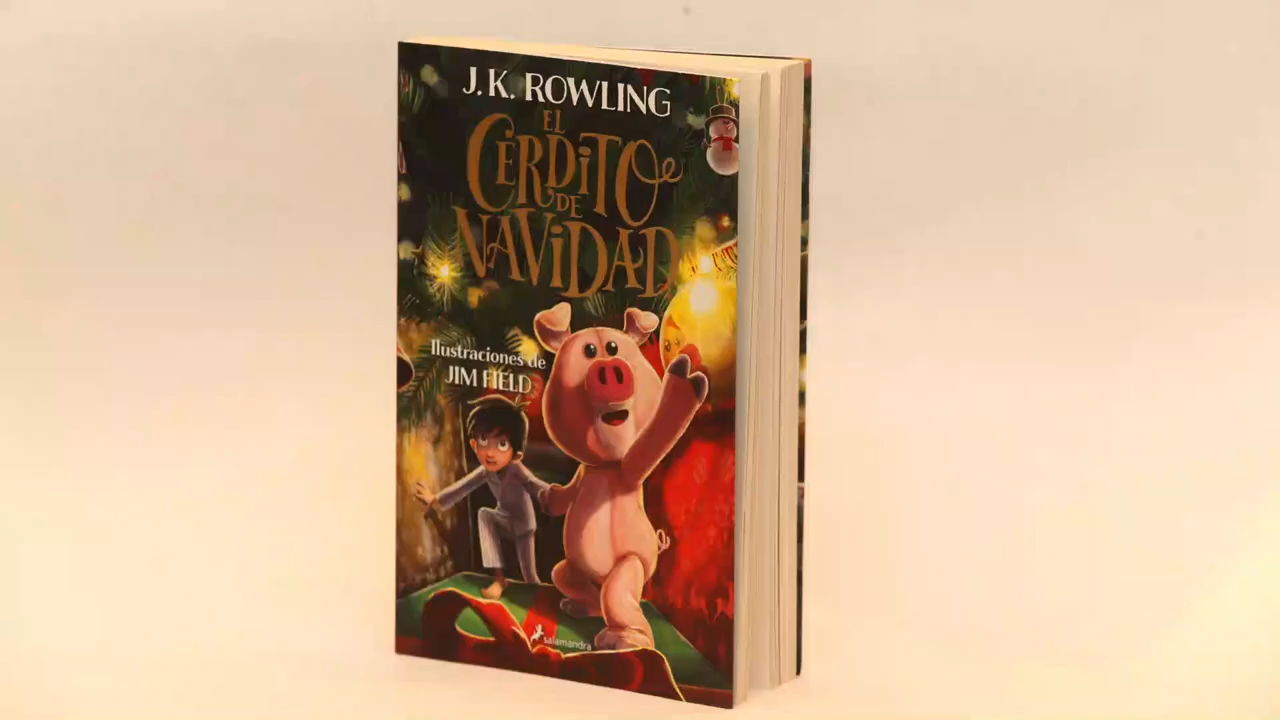 J. K. ROWLING
EL
CERDITO
DE
NAVIDAD
Ilustraciones de
JIM FIELD
salamandra